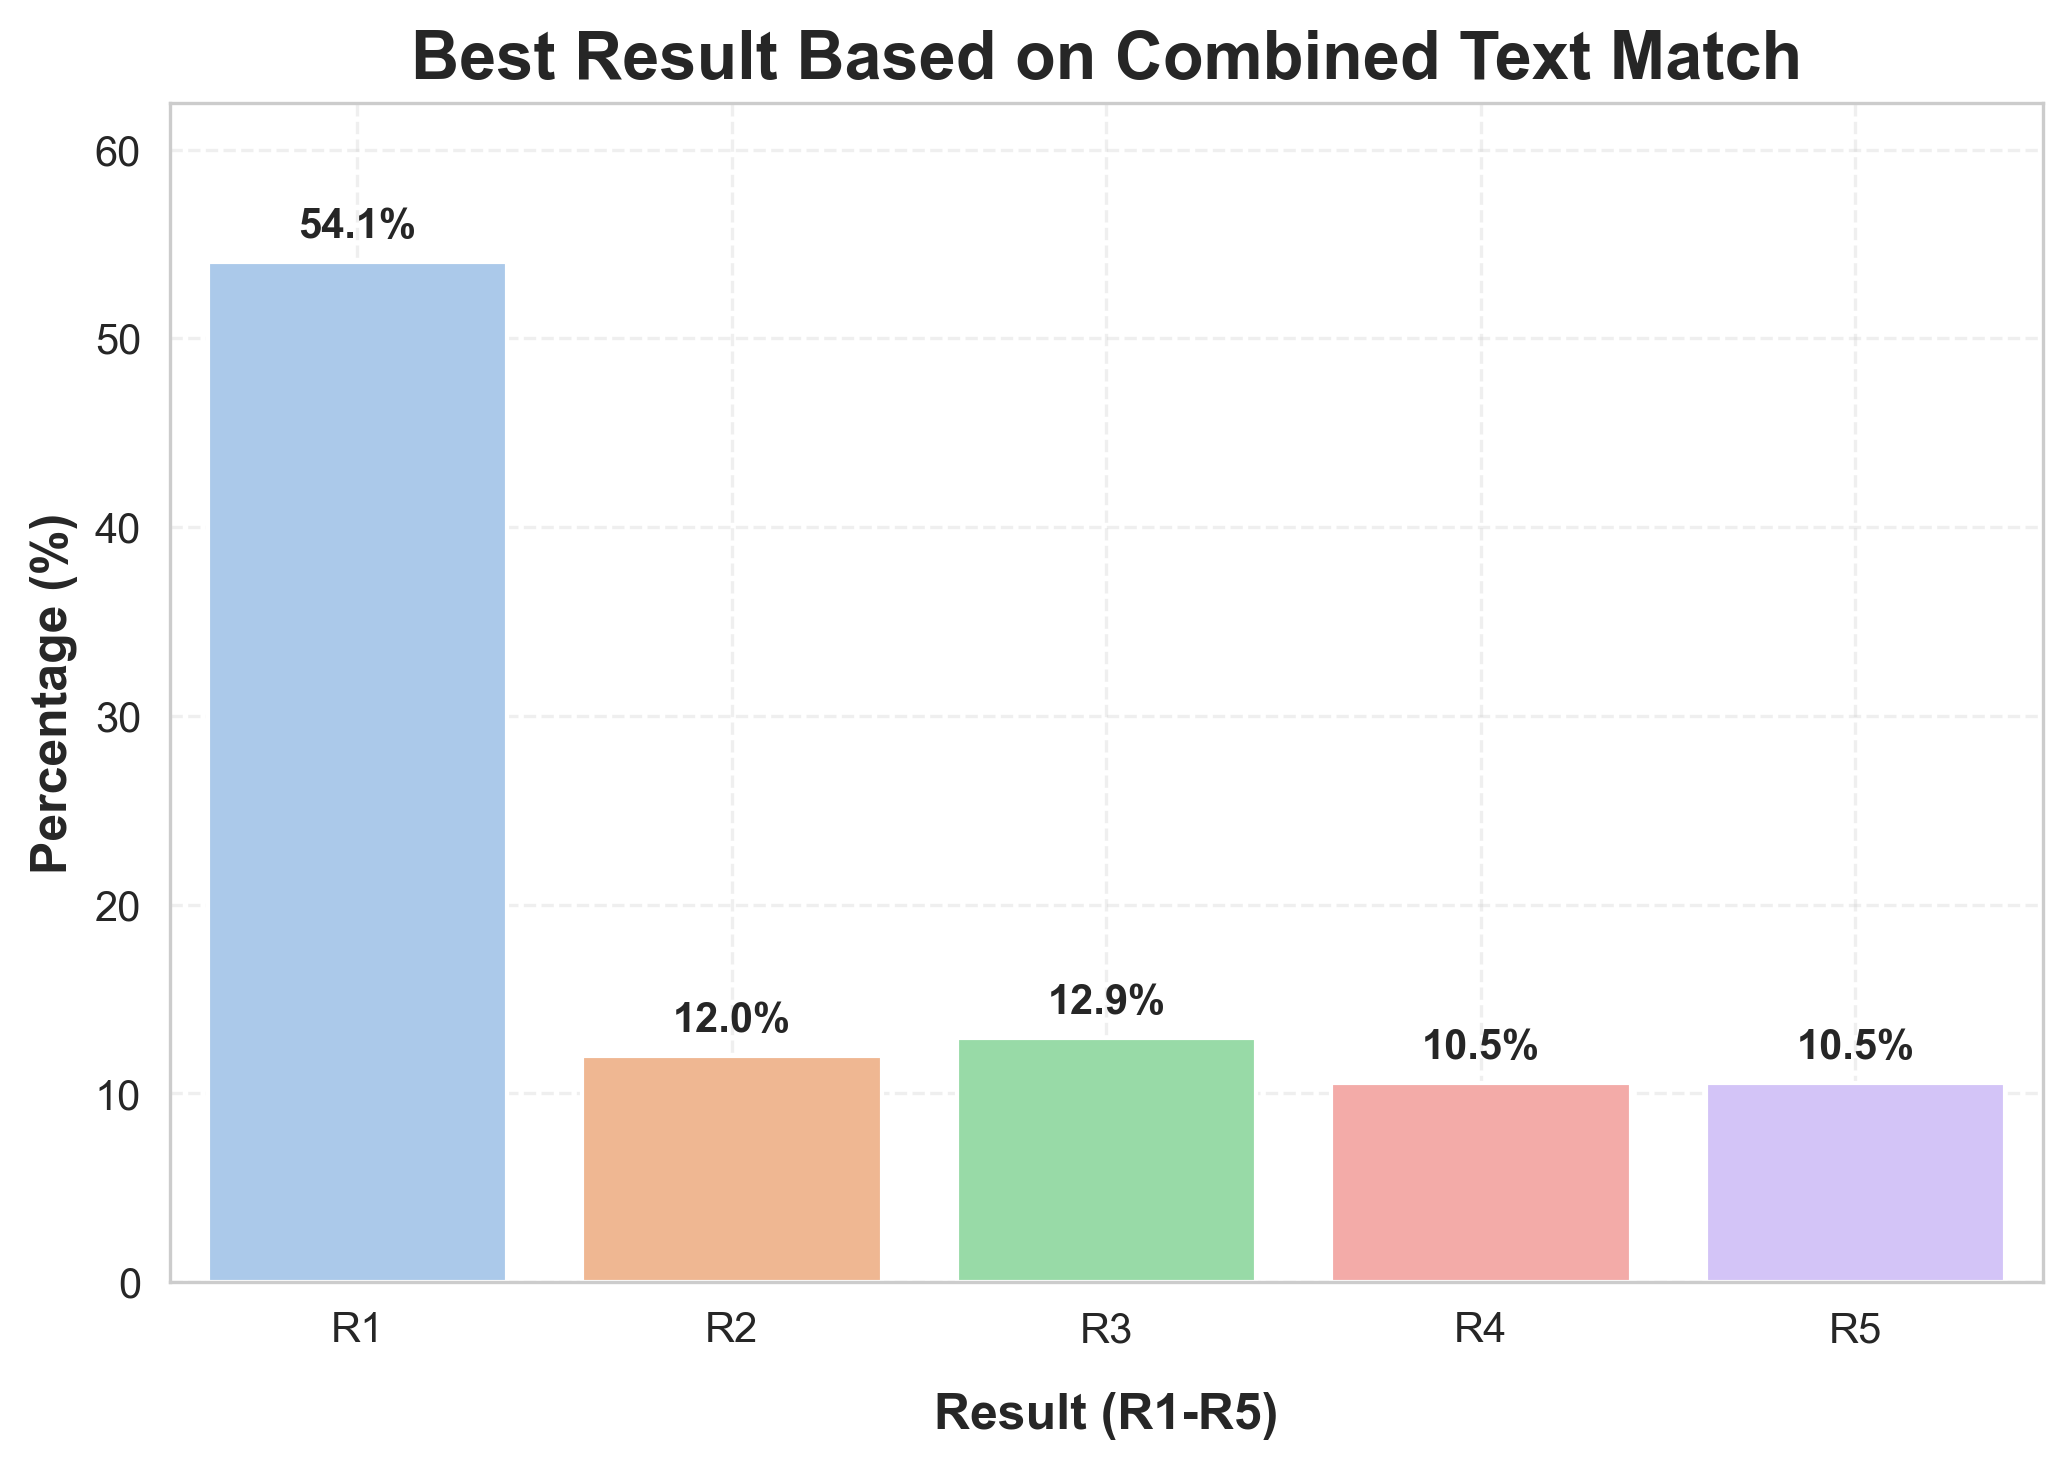 Best Result Based on Combined Text Match
Percentage (%)
60
50
40
30
20
10
0
54.1%
12.0%
12.9%
10.5%
10.5%
R1
R2
R3
R4
R5
Result (R1-R5)